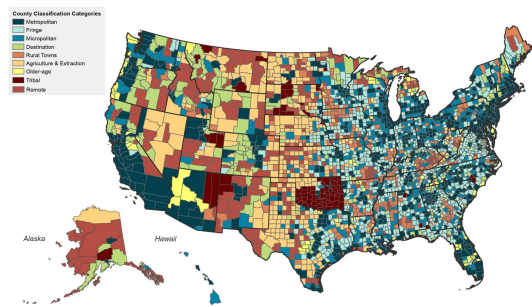 County Classification Categories
Metropolitan
Fringe
Micropolitan
Destination
Rural Towns
Agriculture & Extraction
Older-age
Tribal
Remote
Alaska
Hawaii